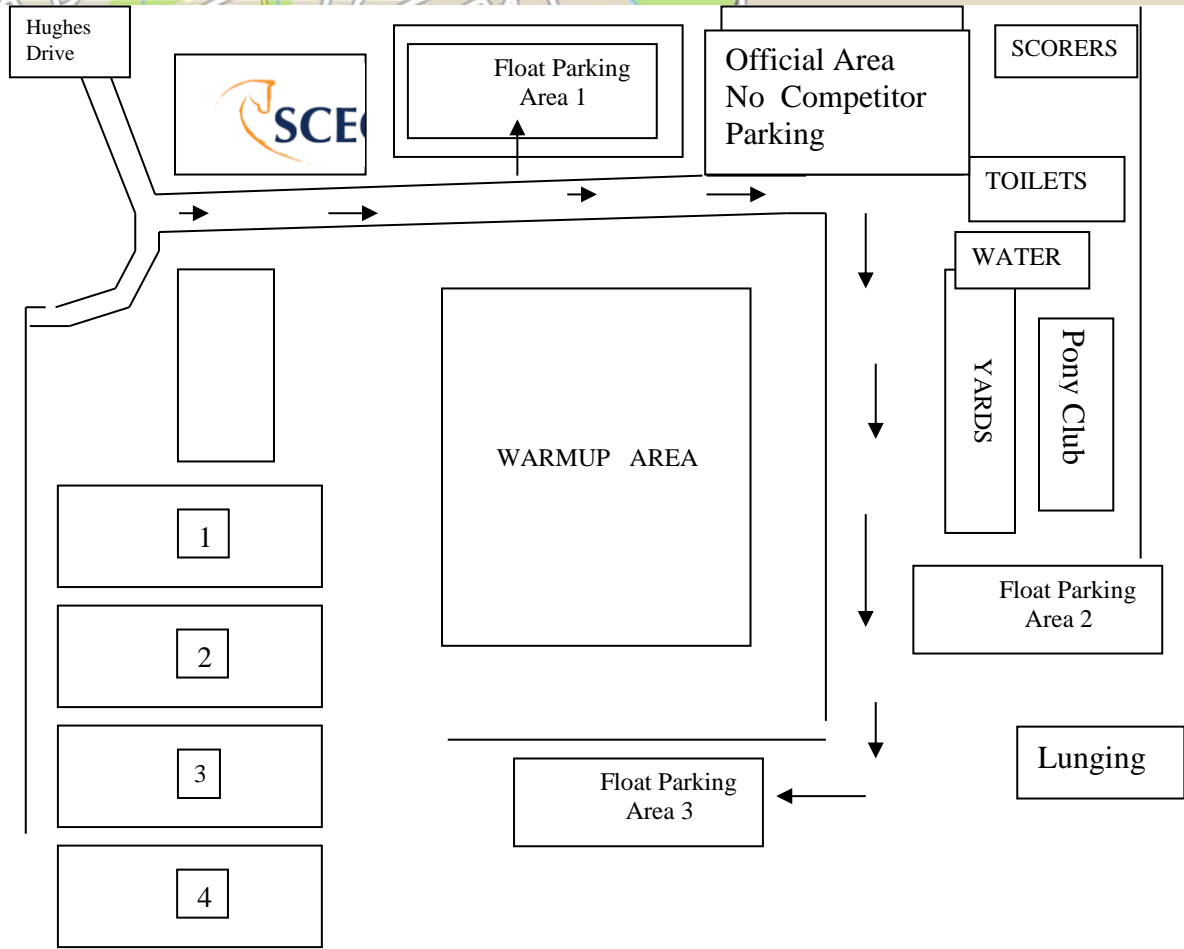 Hughes
Drive
SCEC
Float Parking
Area 1
Official Area
No Competitor
Parking
SCORERS
TOILETS
WATER
YARDS
Pony Club
WARMUP AREA
1
2
3
4
Float Parking
Area 2
Lunging
Float Parking
Area 3